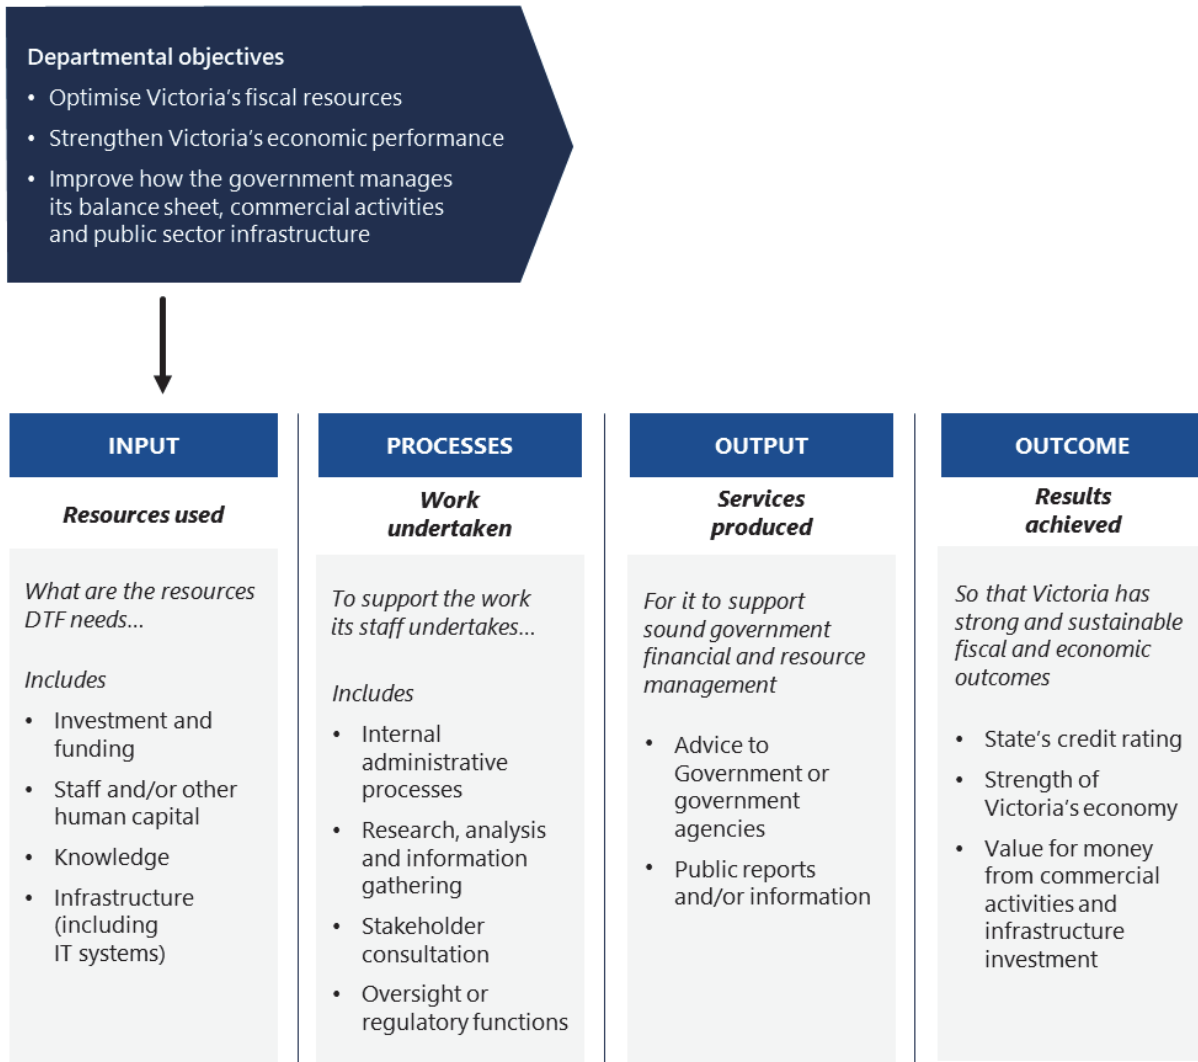 Departmental objectives
• Optimise Victoria's fiscal resources
• Strengthen Victoria's economic performance
• Improve how the government manages
its balance sheet, commercial activities
and public sector infrastructure
INPUT
Resources used
What are the resources
DTF needs...
Includes
• Investment and
funding
• Staff and/or other
human capital
• Knowledge
• Infrastructure
(including
IT systems)
PROCESSES
Work
undertaken
To support the work
its staff undertakes...
Includes
• Internal
administrative
processes
• Research, analysis
and information
gathering
• Stakeholder
consultation
• Oversight or
regulatory functions
OUTPUT
Services
produced
For it to support
sound government
financial and resource
management
• Advice to
Government or
government
agencies
• Public reports
and/or information
OUTCOME
Results
achieved
So that Victoria has
strong and sustainable
fiscal and economic
outcomes
• State's credit rating
• Strength of
Victoria's economy
• Value for money
from commercial
activities and
infrastructure
investment